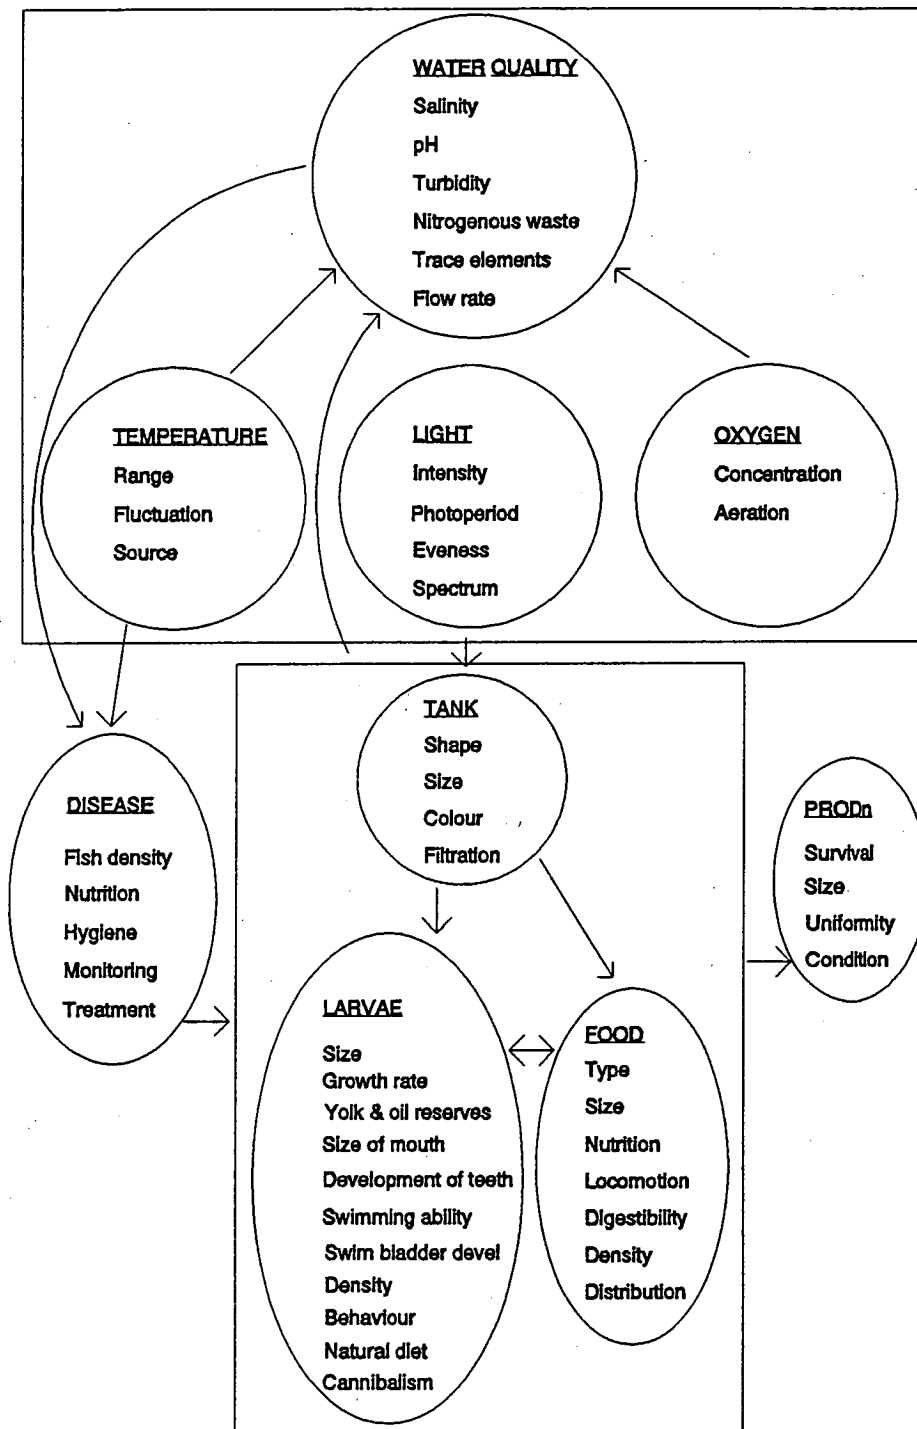 WATER QUALITY
Salinity
pH
Turbidity
Nitrogenous waste
Trace elements
Flow rate
TEMPERATURE
Range
Fluctuation
Source
LIGHT
Intensity
Photoperiod
Eveness
Spectrum
OXYGEN
Concentration
Aeration
TANK
Shape
Size
Colour
Filtration
DISEASE
Fish density
Nutrition
Hygiene
Monitoring
Treatment
PRODn
Survival
Size
Uniformity
Condition
LARVAE
Size
Growth rate
Yolk & oil reserves
Size of mouth
Development of teeth
Swimming ability
Swim bladder devel
Density
Behaviour
Natural diet
Cannibalism
FOOD
Type
Size
Nutrition
Locomotion
Digestibility
Density
Distribution